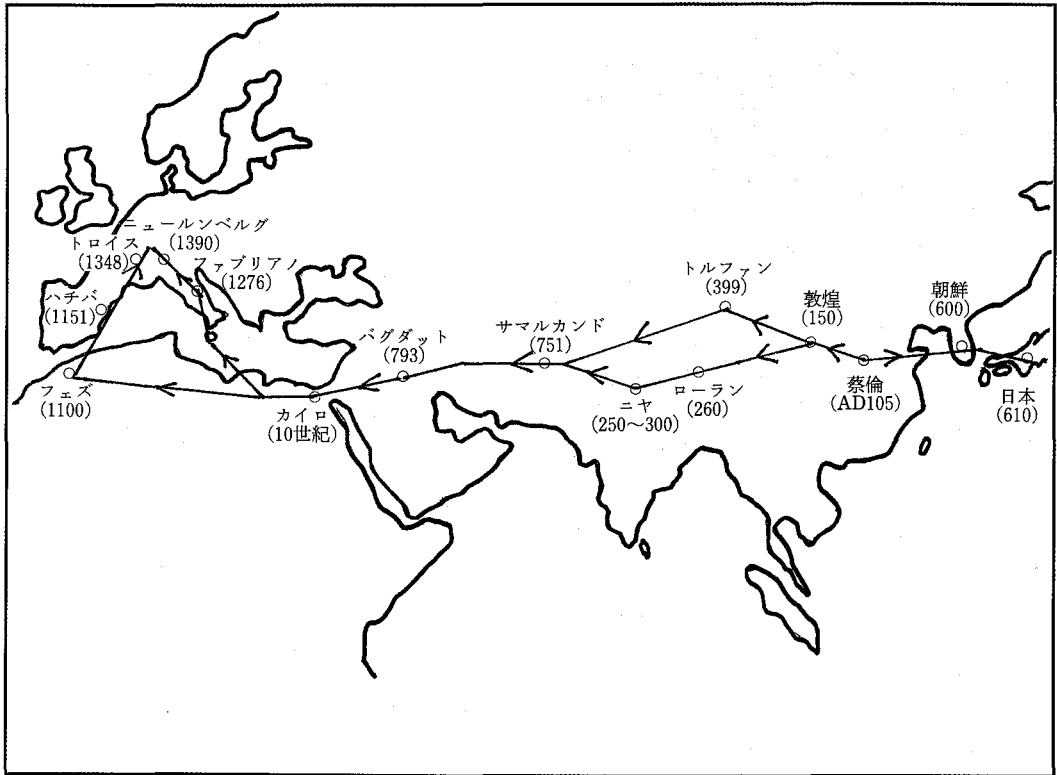 ニュールンベルグ
(1390)
トロイス
(1348)
ファブリアノ
(1276)
ハチバ
(1151)
フェズ
(1100)
カイロ
(10世紀)
バグダット
(793)
サマルカンド
(751)
トルファン
(399)
ニヤ
(250〜300)
ローラン
(260)
敦煌
(150)
蔡倫
(AD105)
朝鮮
(600)
日本
(610)